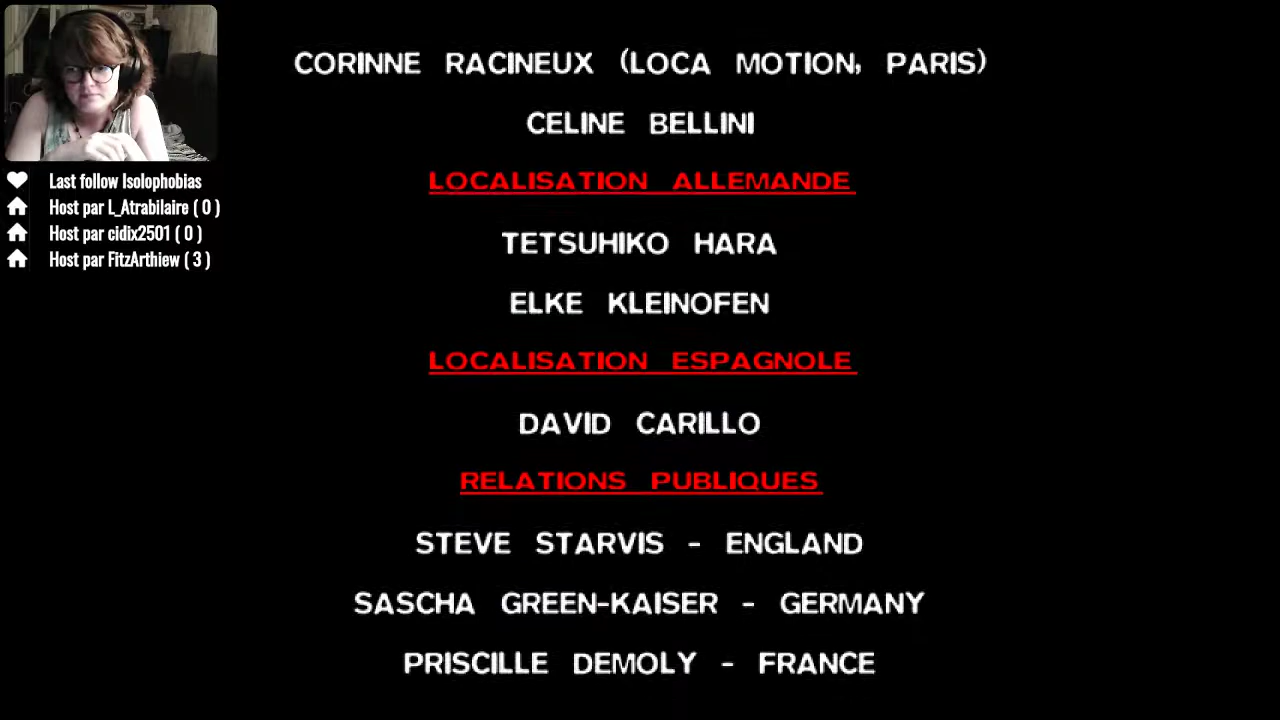 CORINNE RACINEUX (LOCA MOTION, PARIS)
CELINE BELLINI
LOCALISATION ALLEMANDE
TETSUHIKO HARA
ELKE KLEINOFEN
LOCALISATION ESPAGNOLE
DAVID CARILLO
RELATIONS PUBLIQUES
STEVE STARVIS - ENGLAND
SASCHA GREEN-KAISER - GERMANY
PRISCILLE DEMOLY - FRANCE
Last follow Isolophobias
Host par L_Atrabilaire ( 0 )
Host par cidix2501 ( 0 )
Host par FitzArthiew ( 3 )